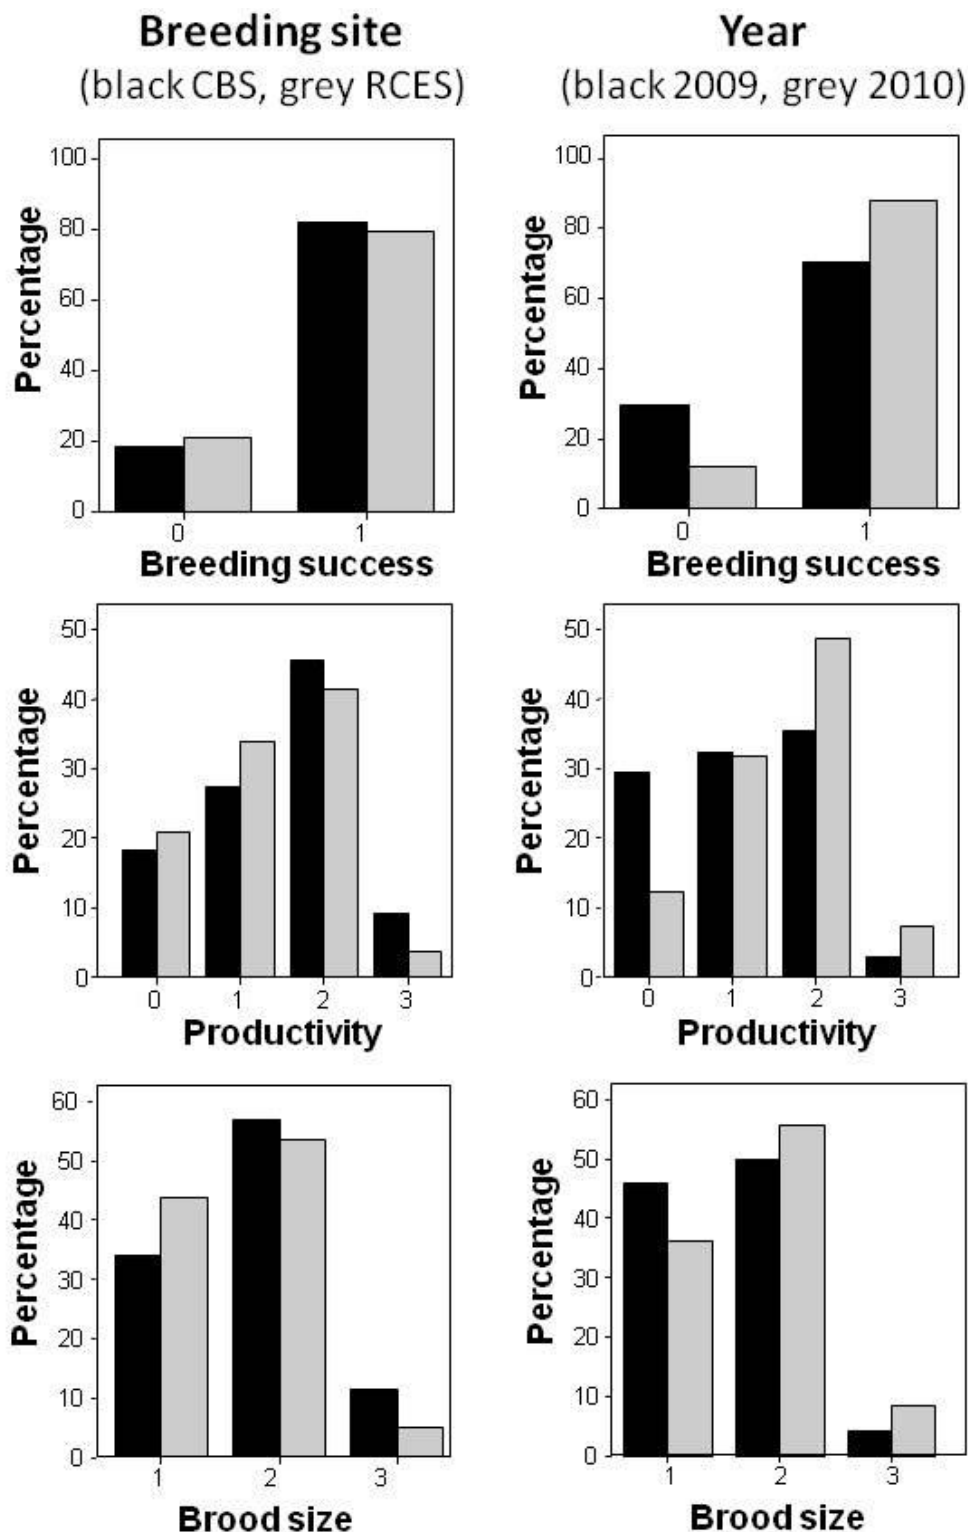 Breeding site
(black CBS, grey RCES)
Year
(black 2009, grey 2010)
Percentage
100
80
60
40
20
0
0 1
Breeding success
Percentage
100
80
60
40
20
0
0 1
Breeding success
Percentage
50
40
30
20
10
0
0 1 2 3
Productivity
Percentage
50
40
30
20
10
0
0 1 2 3
Productivity
Percentage
60
50
40
30
20
10
0
1 2 3
Brood size
Percentage
60
50
40
30
20
10
0
1 2 3
Brood size